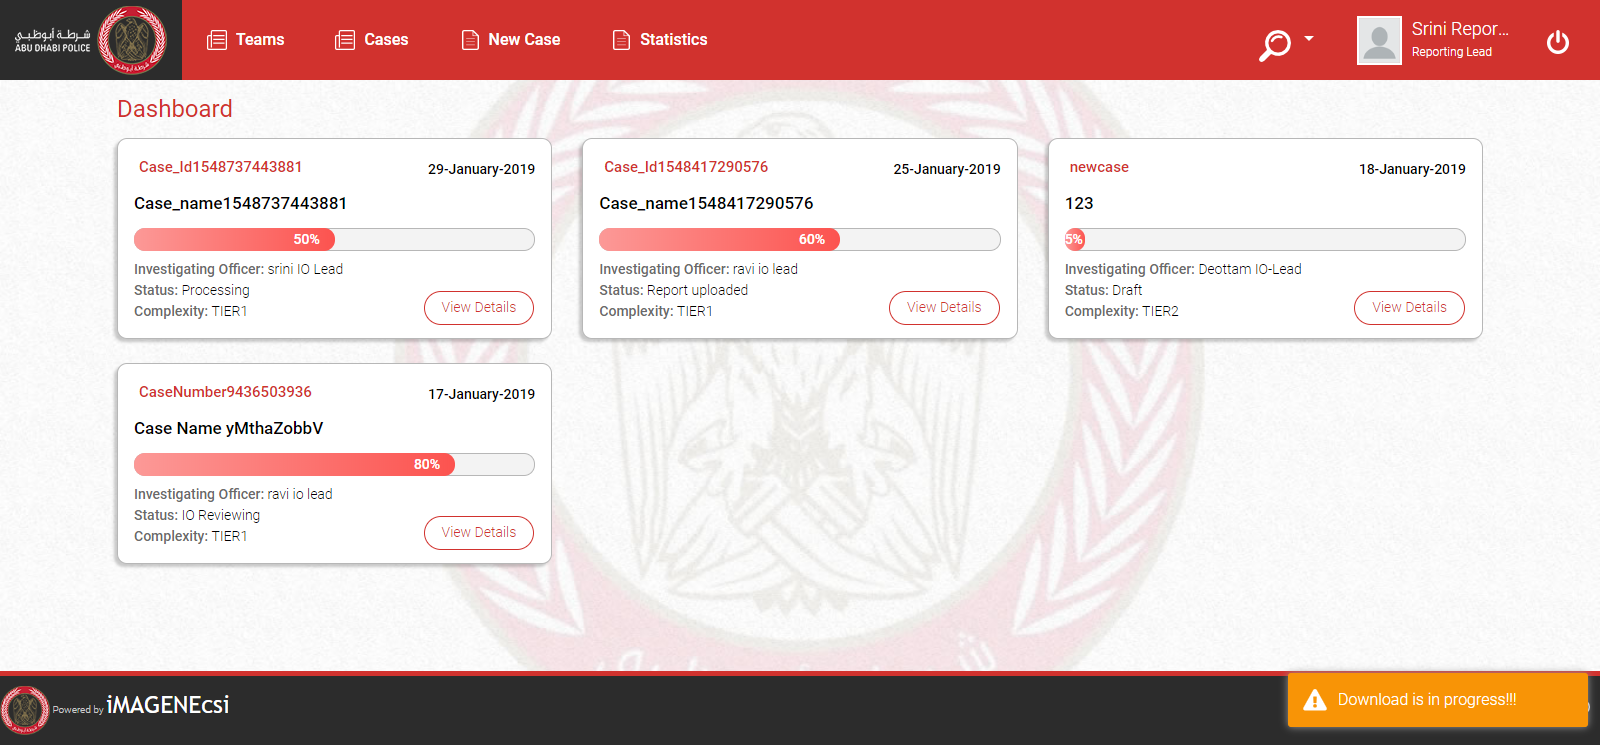 شرطة أبوظبي
ABU DHABI POLICE
Teams
Cases
New Case
Statistics
Srini Repor...
Reporting Lead
Dashboard
Case_Id1548737443881
29-January-2019
Case_name1548737443881
50%
Investigating Officer: srini IO Lead
Status: Processing
Complexity: TIER1
View Details
Case_Id1548417290576
25-January-2019
Case_name1548417290576
60%
Investigating Officer: ravi io lead
Status: Report uploaded
Complexity: TIER1
View Details
newcase
18-January-2019
123
5%
Investigating Officer: Deottam IO-Lead
Status: Draft
Complexity: TIER2
View Details
CaseNumber9436503936
17-January-2019
Case Name yMthaZobbV
80%
Investigating Officer: ravi io lead
Status: IO Reviewing
Complexity: TIER1
View Details
Powered by iMAGENEcsi
Download is in progress!!!